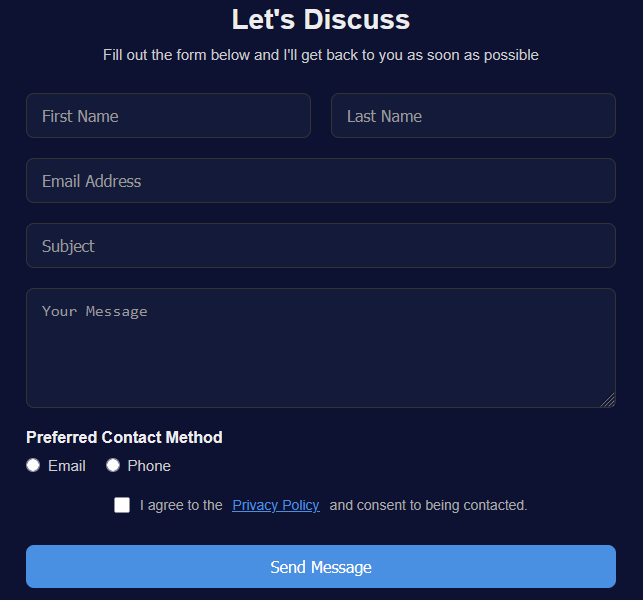 Let's Discuss
Fill out the form below and I'll get back to you as soon as possible
First Name
Last Name
Email Address
Subject
Your Message
Preferred Contact Method
Email Phone
I agree to the Privacy Policy and consent to being contacted.
Send Message